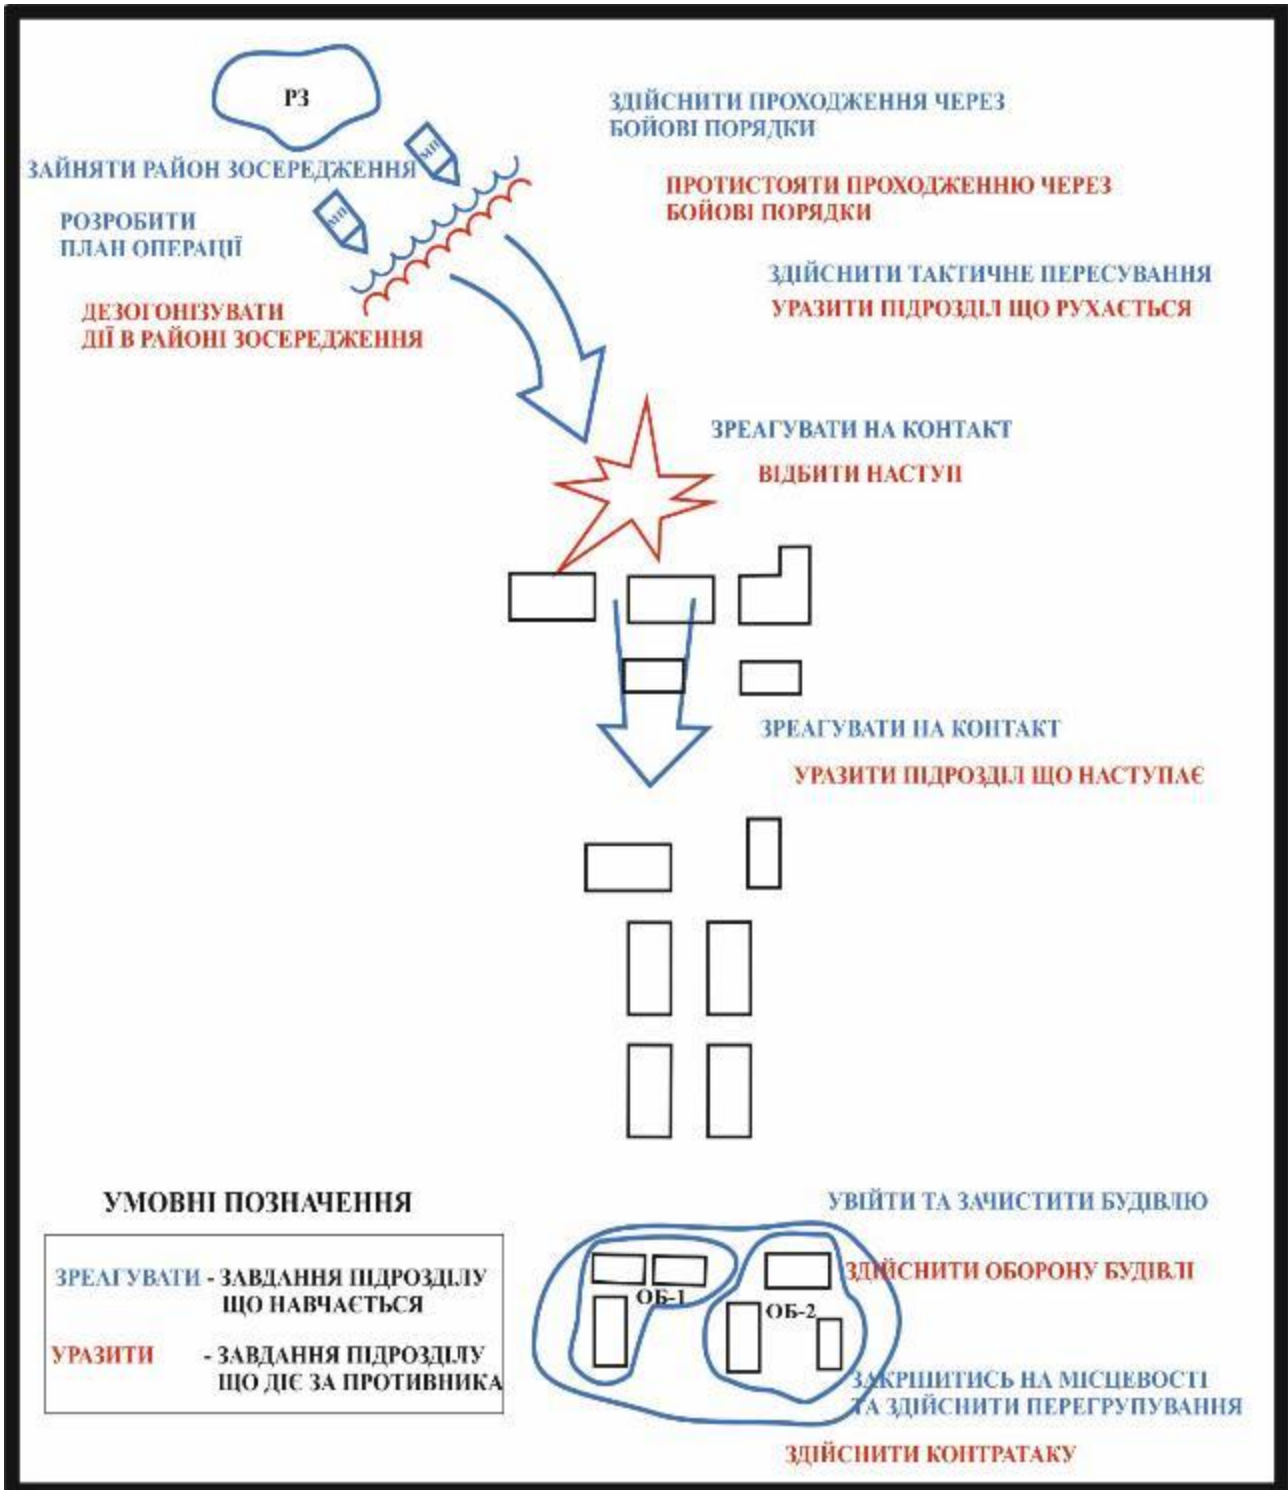 РЗ
ЗДІЙСНИТИ ПРОХОДЖЕННЯ ЧЕРЕЗ
БОЙОВІ ПОРЯДКИ
МП
ЗАЙНЯТИ РАЙОН ЗОСЕРЕДЖЕННЯ
ПРОТИСТОЯТИ ПРОХОДЖЕННЮ ЧЕРЕЗ
БОЙОВІ ПОРЯДКИ
МП
РОЗРОБИТИ
ПЛАН ОПЕРАЦІЇ
ЗДІЙСНИТИ ТАКТИЧНЕ ПЕРЕСУВАННЯ
УРАЗИТИ ПІДРОЗДІЛ ЩО РУХАЄТЬСЯ
ДЕЗОГОНІЗУВАТИ
ДІЇ В РАЙОНІ ЗОСЕРЕДЖЕННЯ
ЗРЕАГУВАТИ НА КОНТАКТ
ВІДБИТИ НАСТУП
ЗРЕАГУВАТИ НА КОНТАКТ
УРАЗИТИ ПІДРОЗДІЛ ЩО НАСТУПАЄ
УМОВНІ ПОЗНАЧЕННЯ
ЗРЕАГУВАТИ - ЗАВДАННЯ ПІДРОЗДІЛУ
ЩО НАВЧАЄТЬСЯ
УРАЗИТИ - ЗАВДАННЯ ПІДРОЗДІЛУ
ЩО ДІЄ ЗА ПРОТИВНИКА
УВІЙТИ ТА ЗАЧИСТИТИ БУДІВЛЮ
ЗДІЙСНИТИ ОБОРОНУ БУДІВЛІ
ОБ-1
ОБ-2
ЗАКРІПИТИСЬ НА МІСЦЕВОСТІ
ТА ЗДІЙСНИТИ ПЕРЕГРУПУВАННЯ
ЗДІЙСНИТИ КОНТРАТАКУ